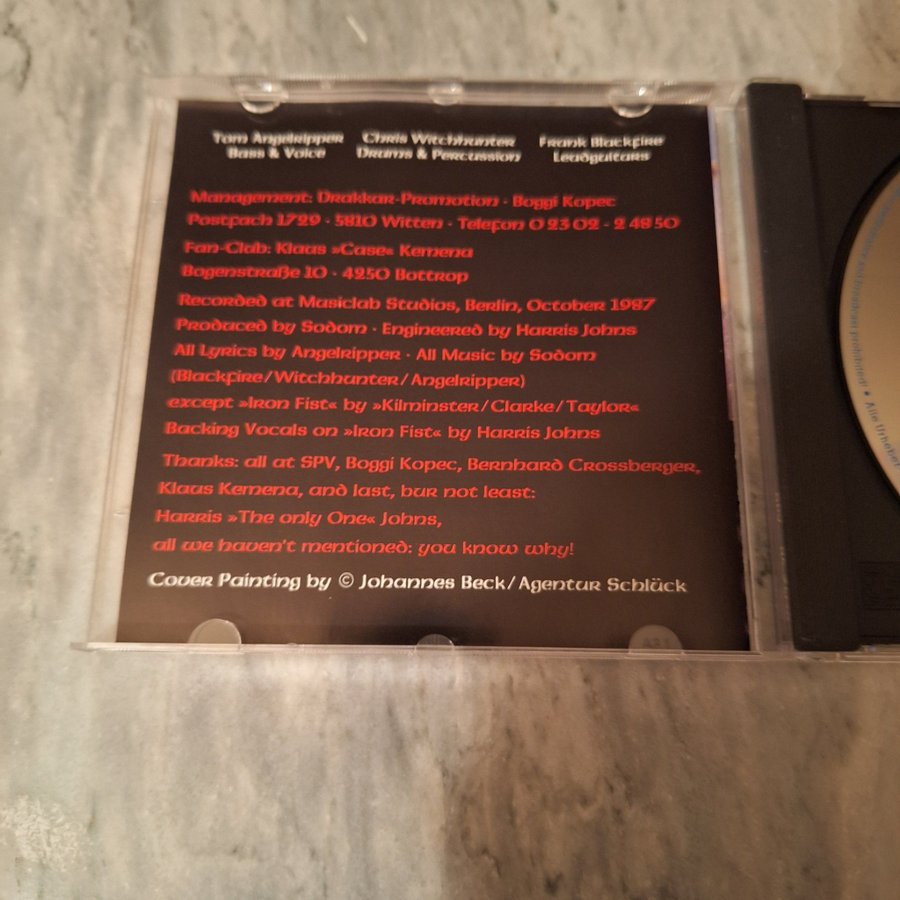 Tom Angelripper Chris Witchhunter Frank Blackfire
Bass & Voice Drums & Percussion Leadguitars
Management: Drakkar-Promotion · Boggi Kopec
Postfach 1729 · 5810 Witten · Telefon 0 23 02 - 2 48 50
Fan-Club: Klaus »Case« Kemena
Bogenstraße 10 · 4250 Bottrop
Recorded at Musiclab Studios, Berlin, October 1987
Produced by Sodom · Engineered by Harris Johns
All Lyrics by Angelripper · All Music by Sodom
(Blackfire/Witchhunter/Angelripper)
except »Iron Fist« by »Kilminster/Clarke/Taylor«
Backing Vocals on »Iron Fist« by Harris Johns
Thanks: all at SPV, Boggi Kopec, Bernhard Crossberger,
Klaus Kemena, and last, bur not least:
Harris »The only One« Johns,
all we haven't mentioned: you know why!
Cover Painting by © Johannes Beck/Agentur Schlück
prohibited! • Alle Urheber